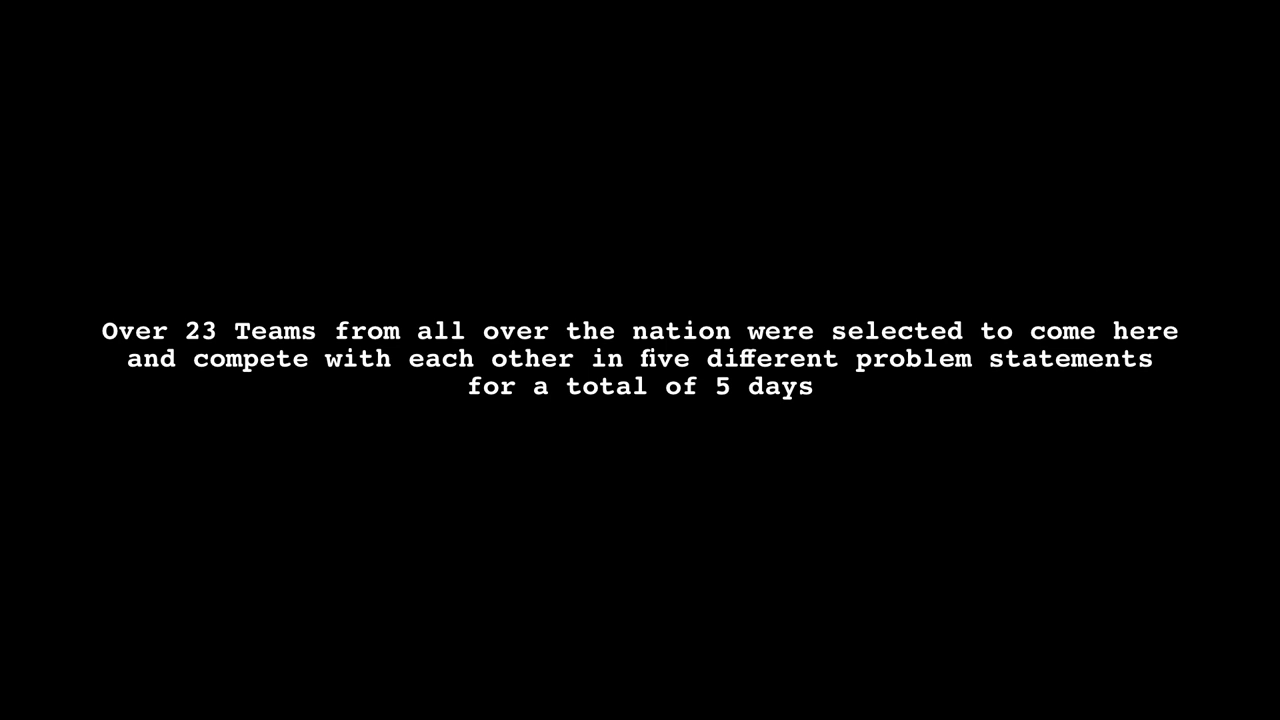 Over 23 Teams from all over the nation were selected to come here
and compete with each other in five different problem statements
for a total of 5 days